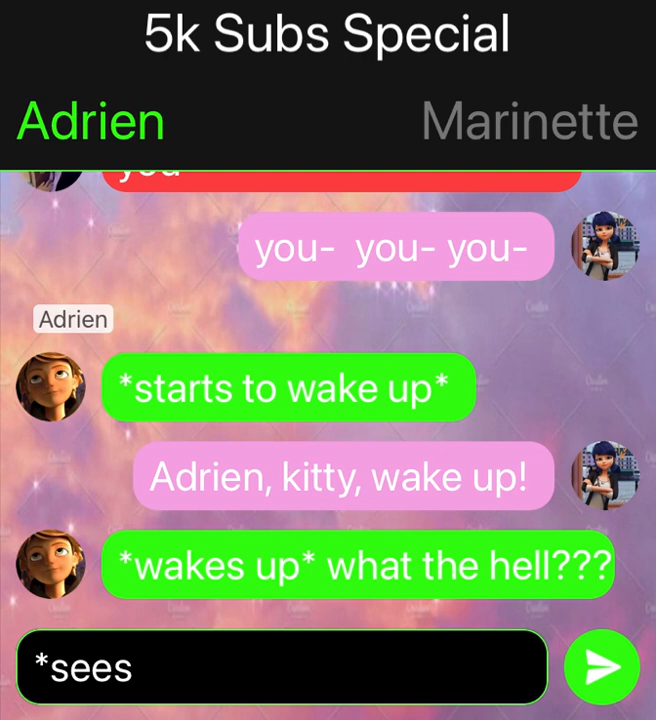 5k Subs Special
Adrien Marinette
you
you- you- you-
Adrien
*starts to wake up*
Adrien, kitty, wake up!
*wakes up* what the hell???
*sees